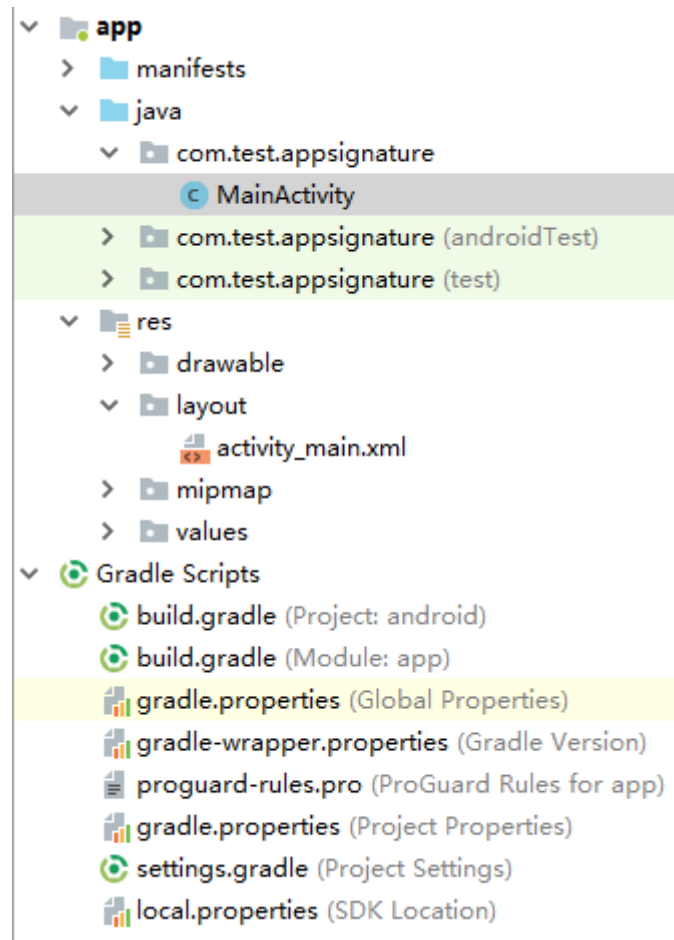 app
manifests
java
com.test.appsignature
C MainActivity
com.test.appsignature (androidTest)
com.test.appsignature (test)
res
drawable
layout
activity_main.xml
mipmap
values
Gradle Scripts
build.gradle (Project: android)
build.gradle (Module: app)
gradle.properties (Global Properties)
gradle-wrapper.properties (Gradle Version)
proguard-rules.pro (ProGuard Rules for app)
gradle.properties (Project Properties)
settings.gradle (Project Settings)
local.properties (SDK Location)